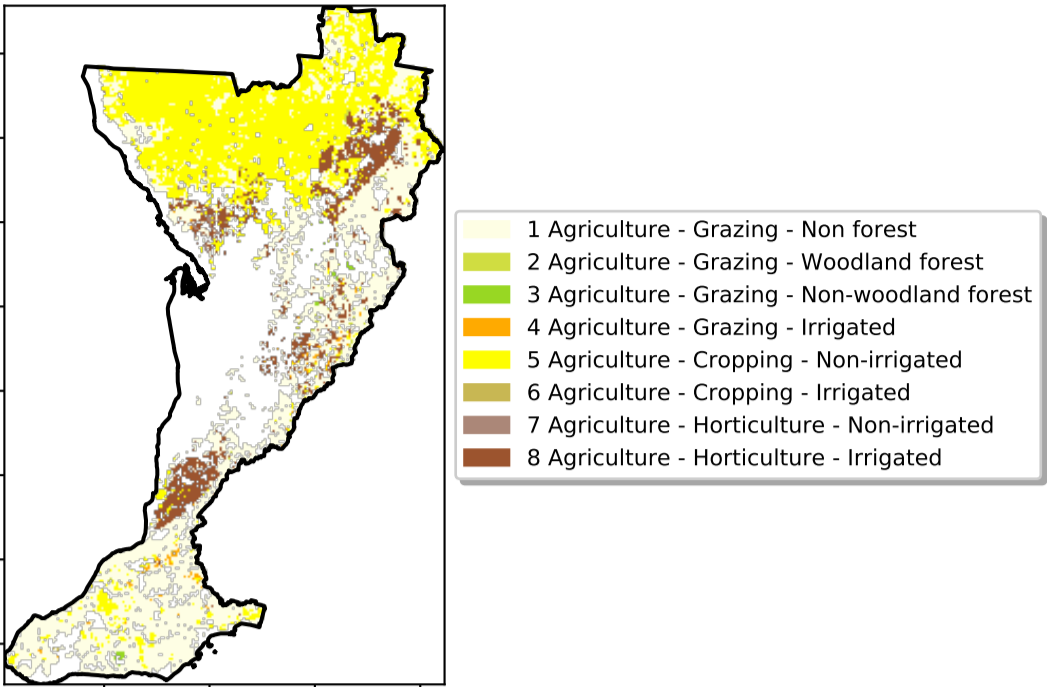 1 Agriculture - Grazing - Non forest
2 Agriculture - Grazing - Woodland forest
3 Agriculture - Grazing - Non-woodland forest
4 Agriculture - Grazing - Irrigated
5 Agriculture - Cropping - Non-irrigated
6 Agriculture - Cropping - Irrigated
7 Agriculture - Horticulture - Non-irrigated
8 Agriculture - Horticulture - Irrigated